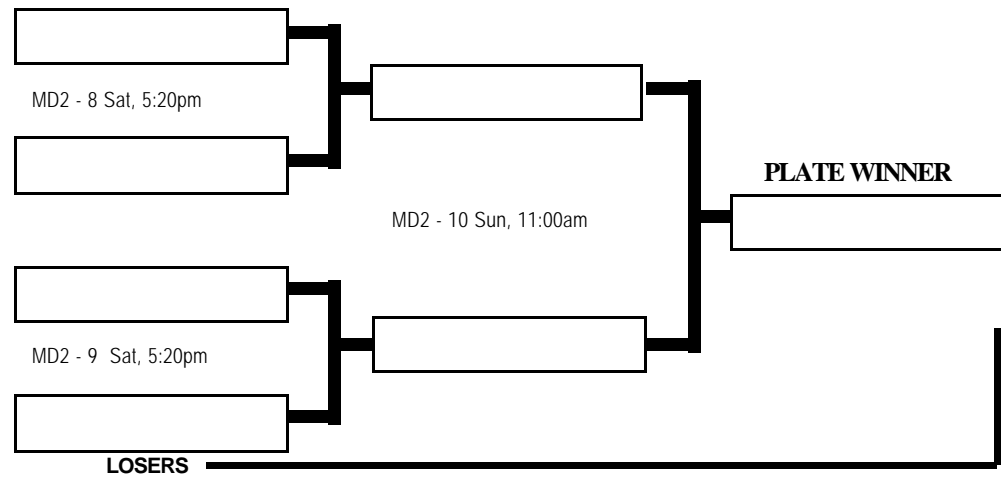 MD2 - 8 Sat, 5:20pm
PLATE WINNER
MD2 - 10 Sun, 11:00am
MD2 - 9 Sat, 5:20pm
LOSERS